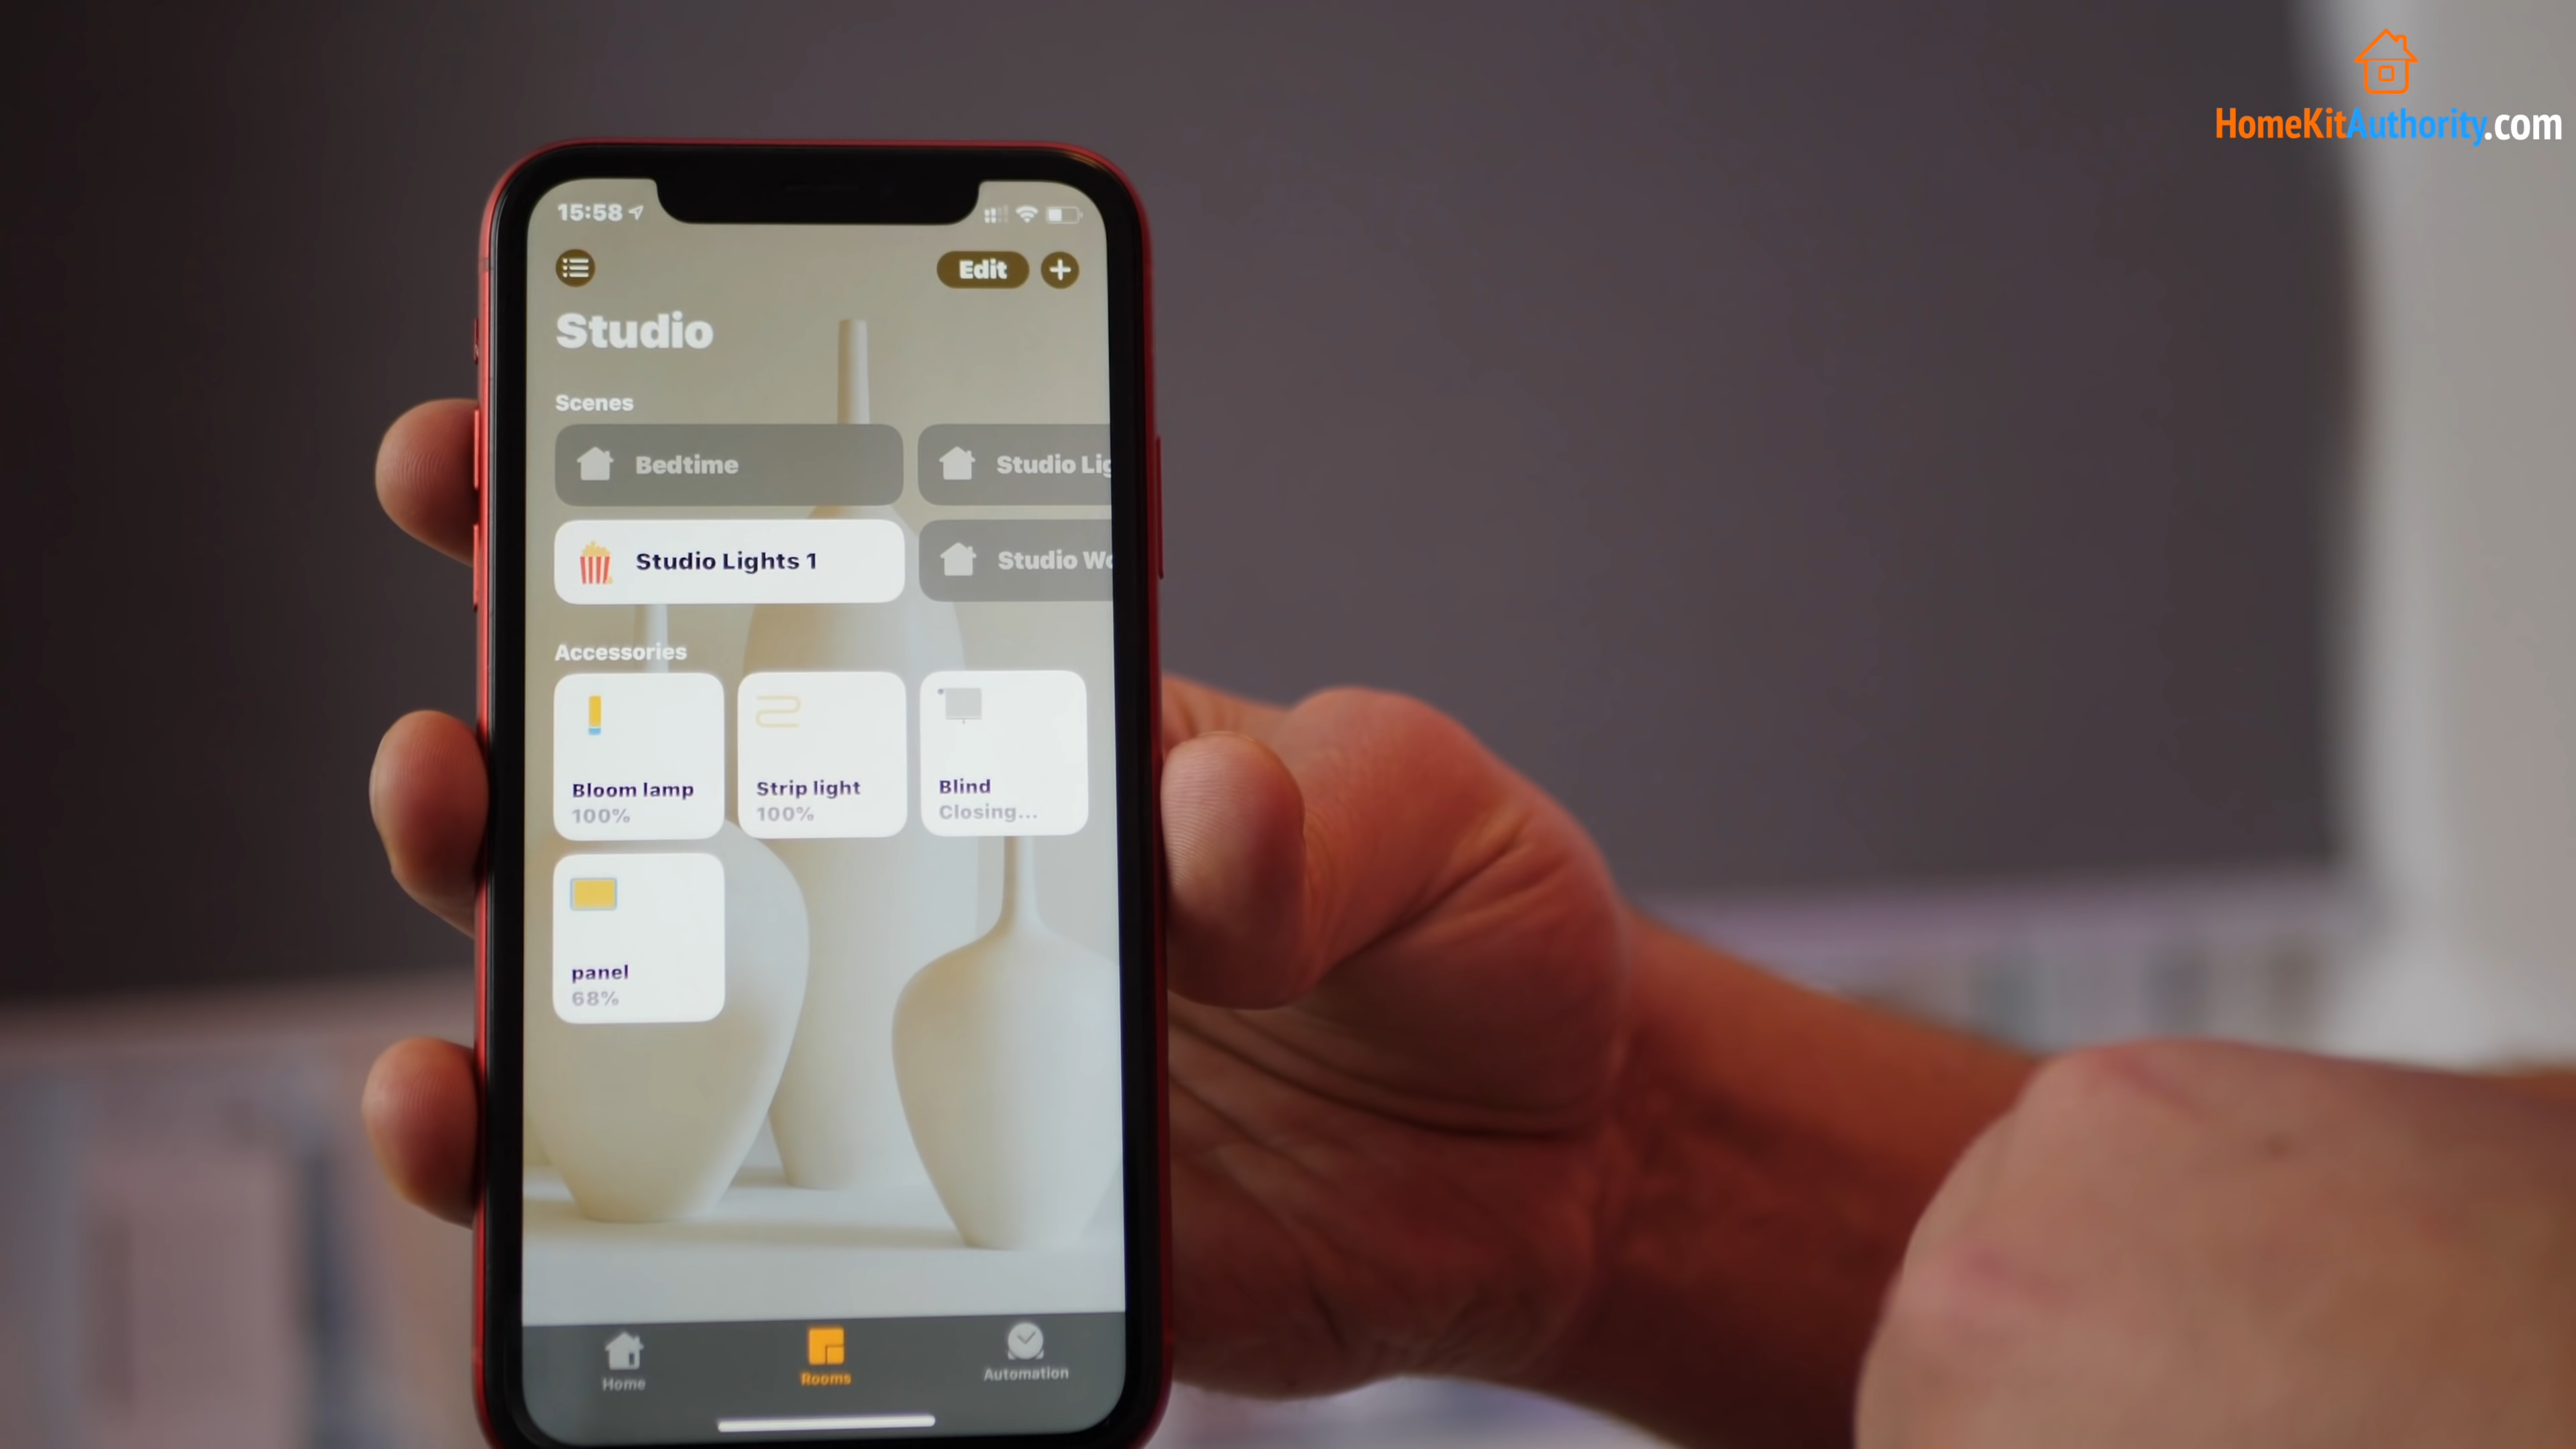 HomeKitAuthority.com
15:58
Edit
Studio
Scenes
Bedtime
Studio Lig
Studio Lights 1
Studio Wo
Accessories
Bloom lamp
100%
Strip light
100%
Blind
Closing...
panel
68%
Home
Rooms
Automation